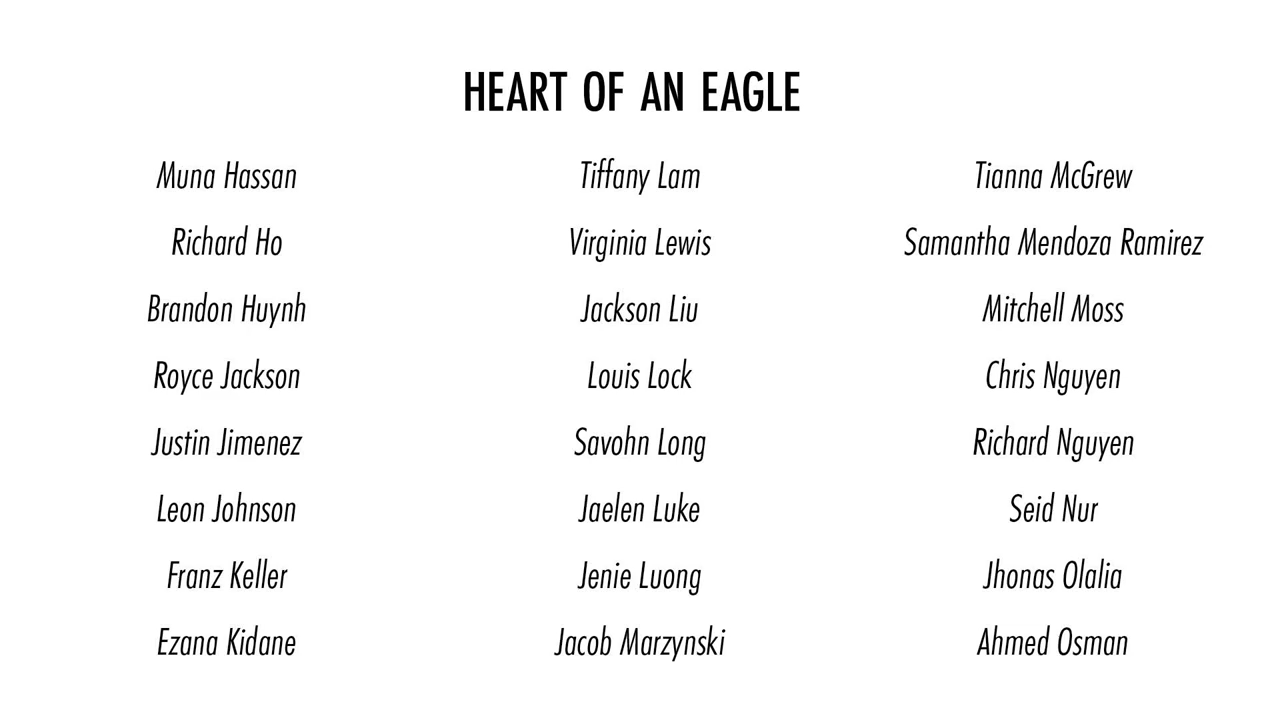 HEART OF AN EAGLE
Muna Hassan
Richard Ho
Brandon Huynh
Royce Jackson
Justin Jimenez
Leon Johnson
Franz Keller
Ezana Kidane
Tiffany Lam
Virginia Lewis
Jackson Liu
Louis Lock
Savohn Long
Jaelen Luke
Jenie Luong
Jacob Marzynski
Tianna McGrew
Samantha Mendoza Ramirez
Mitchell Moss
Chris Nguyen
Richard Nguyen
Seid Nur
Jhonas Olalia
Ahmed Osman